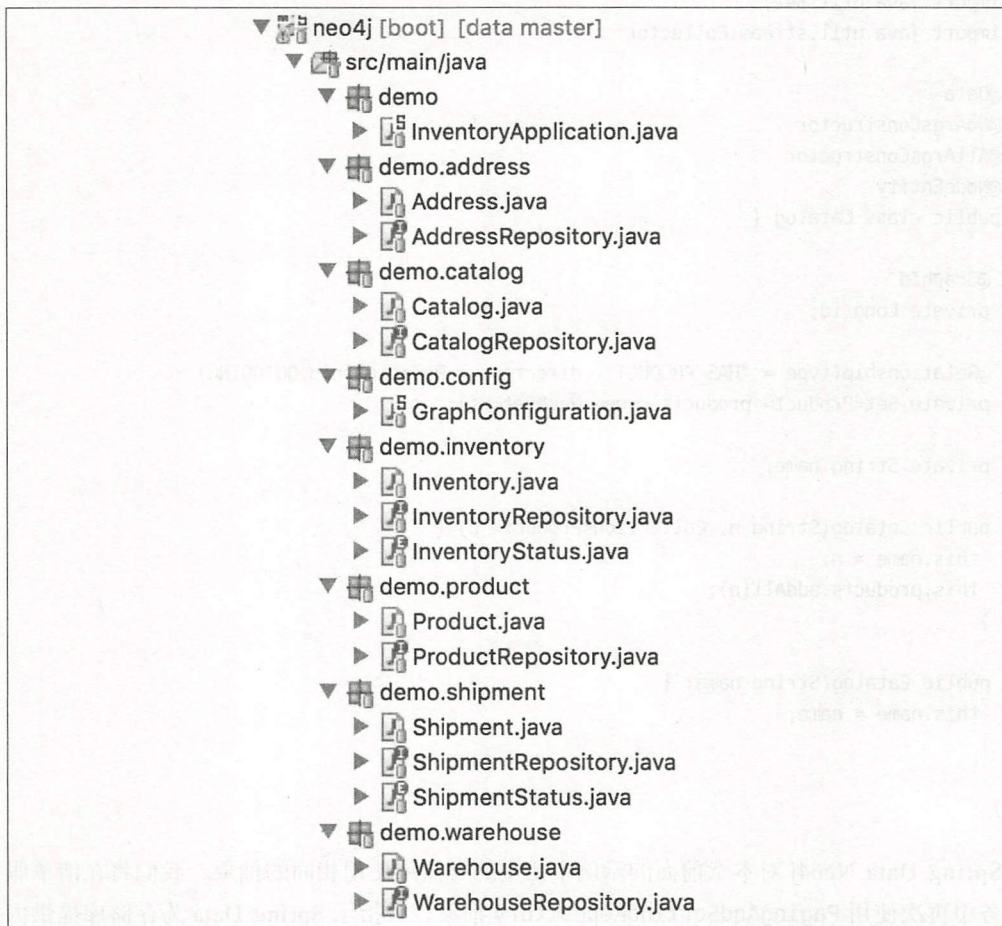 neo4j [boot] [data master]
src/main/java
demo
InventoryApplication.java
demo.address
Address.java
AddressRepository.java
demo.catalog
Catalog.java
CatalogRepository.java
demo.config
GraphConfiguration.java
demo.inventory
Inventory.java
InventoryRepository.java
InventoryStatus.java
demo.product
Product.java
ProductRepository.java
demo.shipment
Shipment.java
ShipmentRepository.java
ShipmentStatus.java
demo.warehouse
Warehouse.java
WarehouseRepository.java